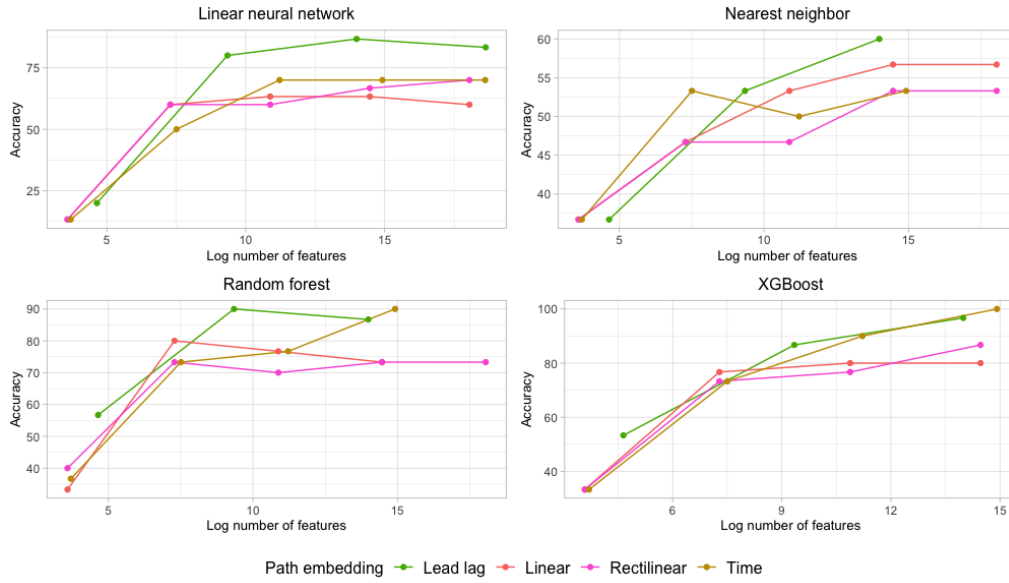 Linear neural network
Accuracy
75
50
25
5
10
15
Log number of features
Nearest neighbor
Accuracy
60
55
50
45
40
5
10
15
Log number of features
Random forest
Accuracy
90
80
70
60
50
40
5
10
15
Log number of features
XGBoost
Accuracy
100
80
60
40
6
9
12
15
Log number of features
Path embedding Lead lag Linear Rectilinear Time